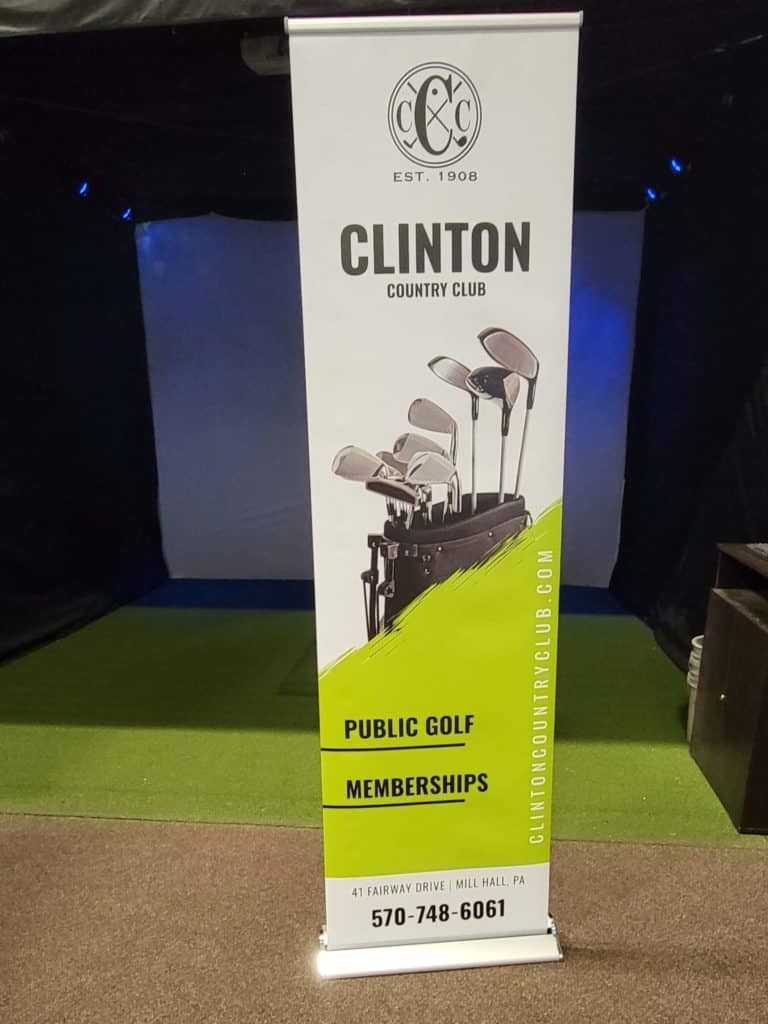 C C C
EST. 1908
CLINTON
COUNTRY CLUB
CLINTONCOUNTRYCLUB.COM
PUBLIC GOLF
MEMBERSHIPS
41 FAIRWAY DRIVE | MILL HALL, PA
570-748-6061